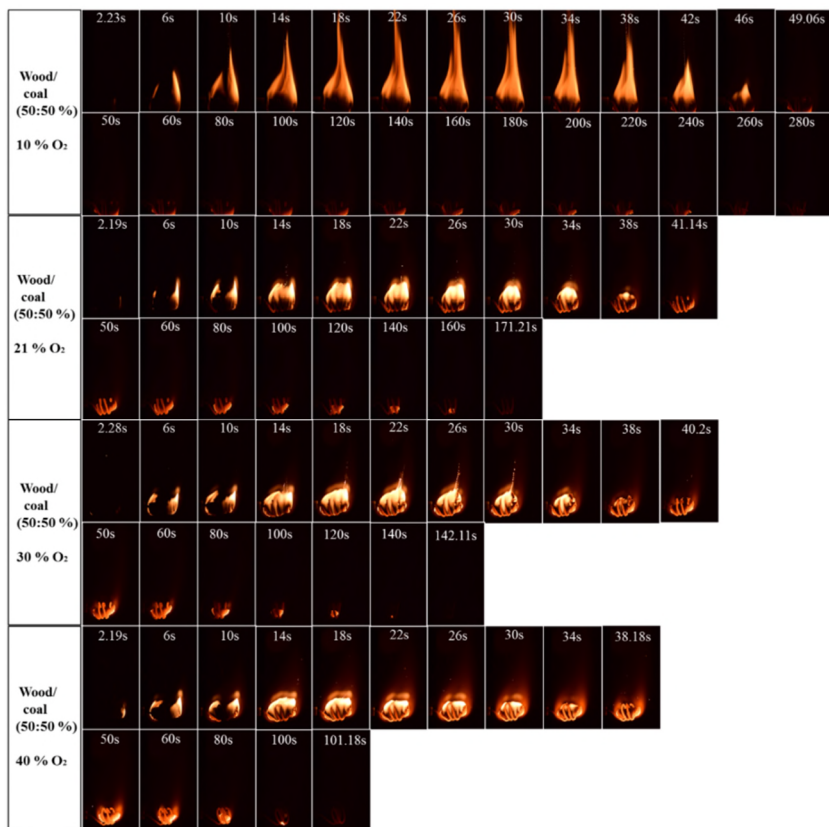 2.23s 6s 10s 14s 18s 22s 26s 30s 34s 38s 42s 46s 49.06s
Wood/
coal
(50:50 %)
10 % O₂
50s 60s 80s 100s 120s 140s 160s 180s 200s 220s 240s 260s 280s
2.19s 6s 10s 14s 18s 22s 26s 30s 34s 38s 41.14s
Wood/
coal
(50:50 %)
21 % O₂
50s 60s 80s 100s 120s 140s 160s 171.21s
2.28s 6s 10s 14s 18s 22s 26s 30s 34s 38s 40.2s
Wood/
coal
(50:50 %)
30 % O₂
50s 60s 80s 100s 120s 140s 142.11s
2.19s 6s 10s 14s 18s 22s 26s 30s 34s 38.18s
Wood/
coal
(50:50 %)
40 % O₂
50s 60s 80s 100s 101.18s